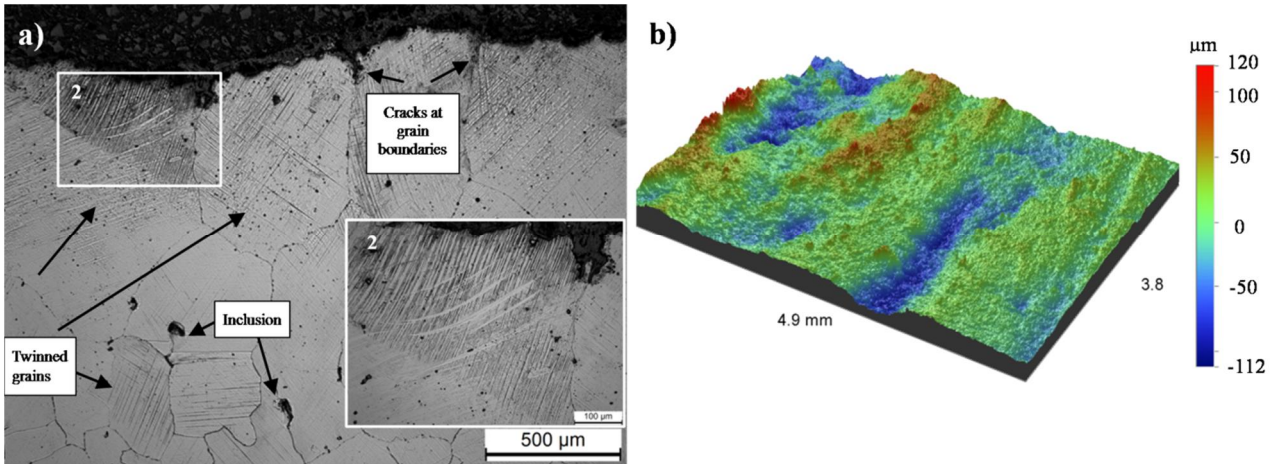 a)
2
Cracks at
grain
boundaries
2
Inclusion
Twinned
grains
100 µm
500 µm
b)
µm
120
100
50
0
-50
-112
4.9 mm
3.8